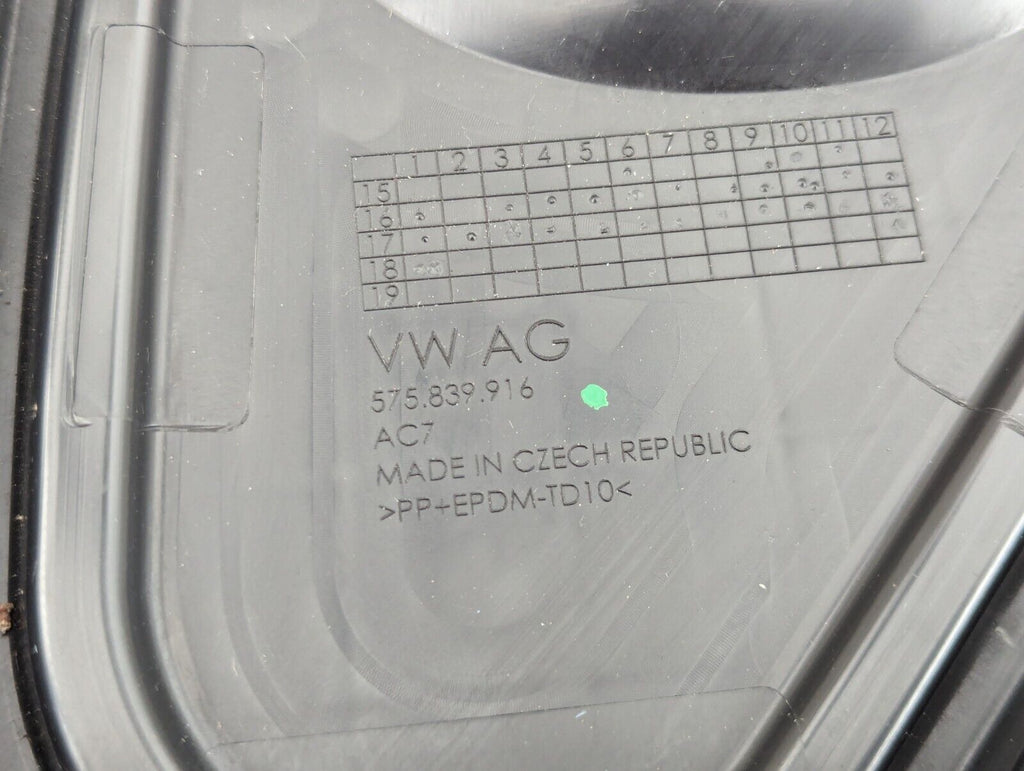 1 2 3 4 5 6 7 8 9 10 11 12
15
16
17
18
19
VW AG
575.839.916
AC7
MADE IN CZECH REPUBLIC
>PP+EPDM-TD10<